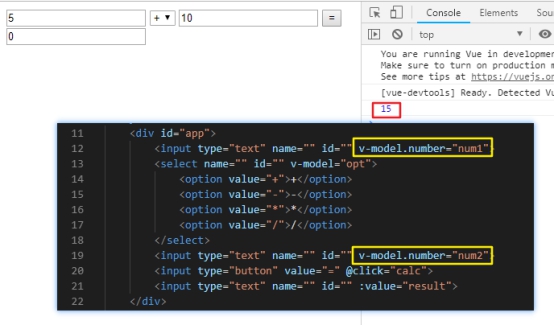 5 + ▼ 10 =
0
Console Elements Sou
top ▼
You are running Vue in developmen
Make sure to turn on production m
See more tips at https://vuejs.or
[vue-devtools] Ready. Detected Vu
15
11 <div id="app">
12 <input type="text" name="" id="" v-model.number="num1">
13 <select name="" id="" v-model="opt">
14 <option value="+">+</option>
15 <option value="-">-</option>
16 <option value="*">*</option>
17 <option value="/">/</option>
18 </select>
19 <input type="text" name="" id="" v-model.number="num2">
20 <input type="button" value="=" @click="calc">
21 <input type="text" name="" id="" :value="result">
22 </div>